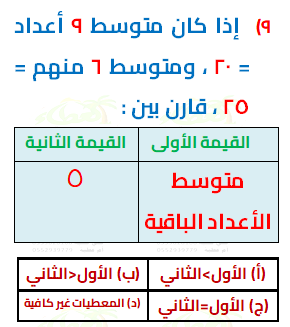 ٩) إذا كان متوسط ٩ أعداد
= ٢٠ ، ومتوسط ٦ منهم =
٢٥ ، قارن بين :
القيمة الأولى القيمة الثانية
متوسط ٥
الأعداد الباقية
(أ) الأول>الثاني (ب) الأول<الثاني
(ج) الأول=الثاني (د) المعطيات غير كافية